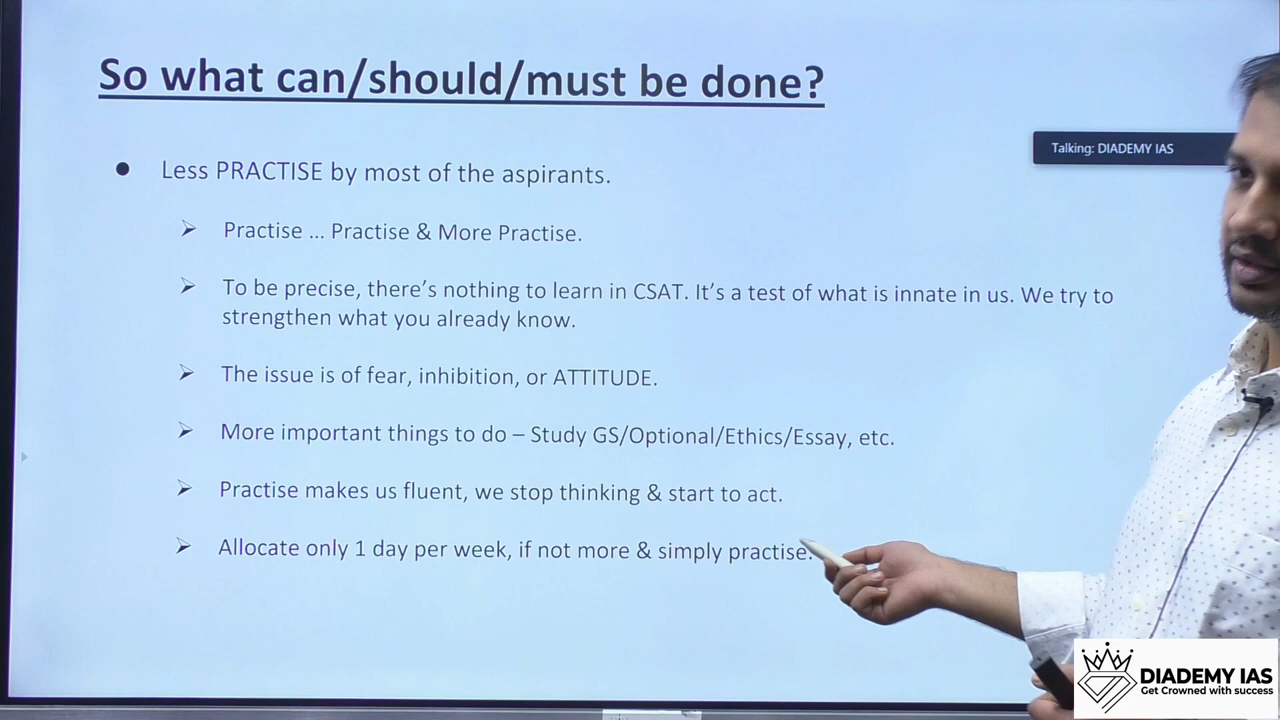 So what can/should/must be done?
● Less PRACTISE by most of the aspirants.
➢ Practise ... Practise & More Practise.
➢ To be precise, there's nothing to learn in CSAT. It's a test of what is innate in us. We try to
strengthen what you already know.
➢ The issue is of fear, inhibition, or ATTITUDE.
➢ More important things to do – Study GS/Optional/Ethics/Essay, etc.
➢ Practise makes us fluent, we stop thinking & start to act.
➢ Allocate only 1 day per week, if not more & simply practise.
Talking: DIADEMY IAS
DIADEMY IAS
Get Crowned with success